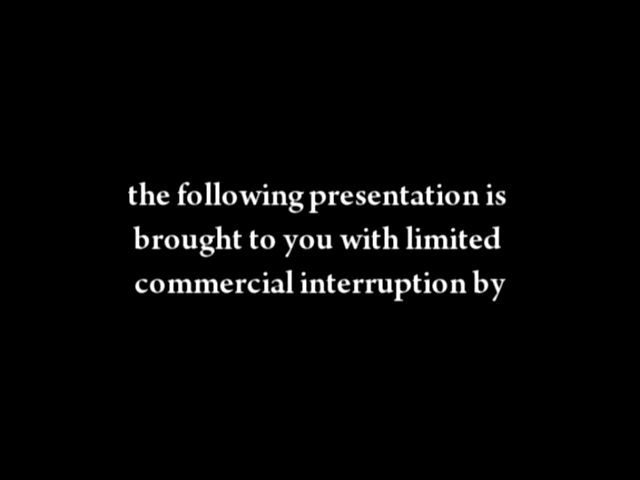 the following presentation is
brought to you with limited
commercial interruption by